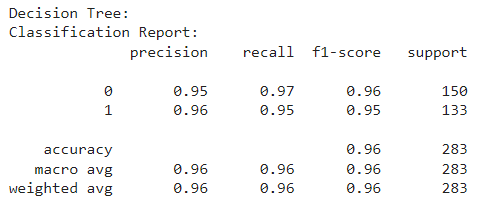 Decision Tree:
Classification Report:
precision recall f1-score support
0 0.95 0.97 0.96 150
1 0.96 0.95 0.95 133
accuracy 0.96 283
macro avg 0.96 0.96 0.96 283
weighted avg 0.96 0.96 0.96 283